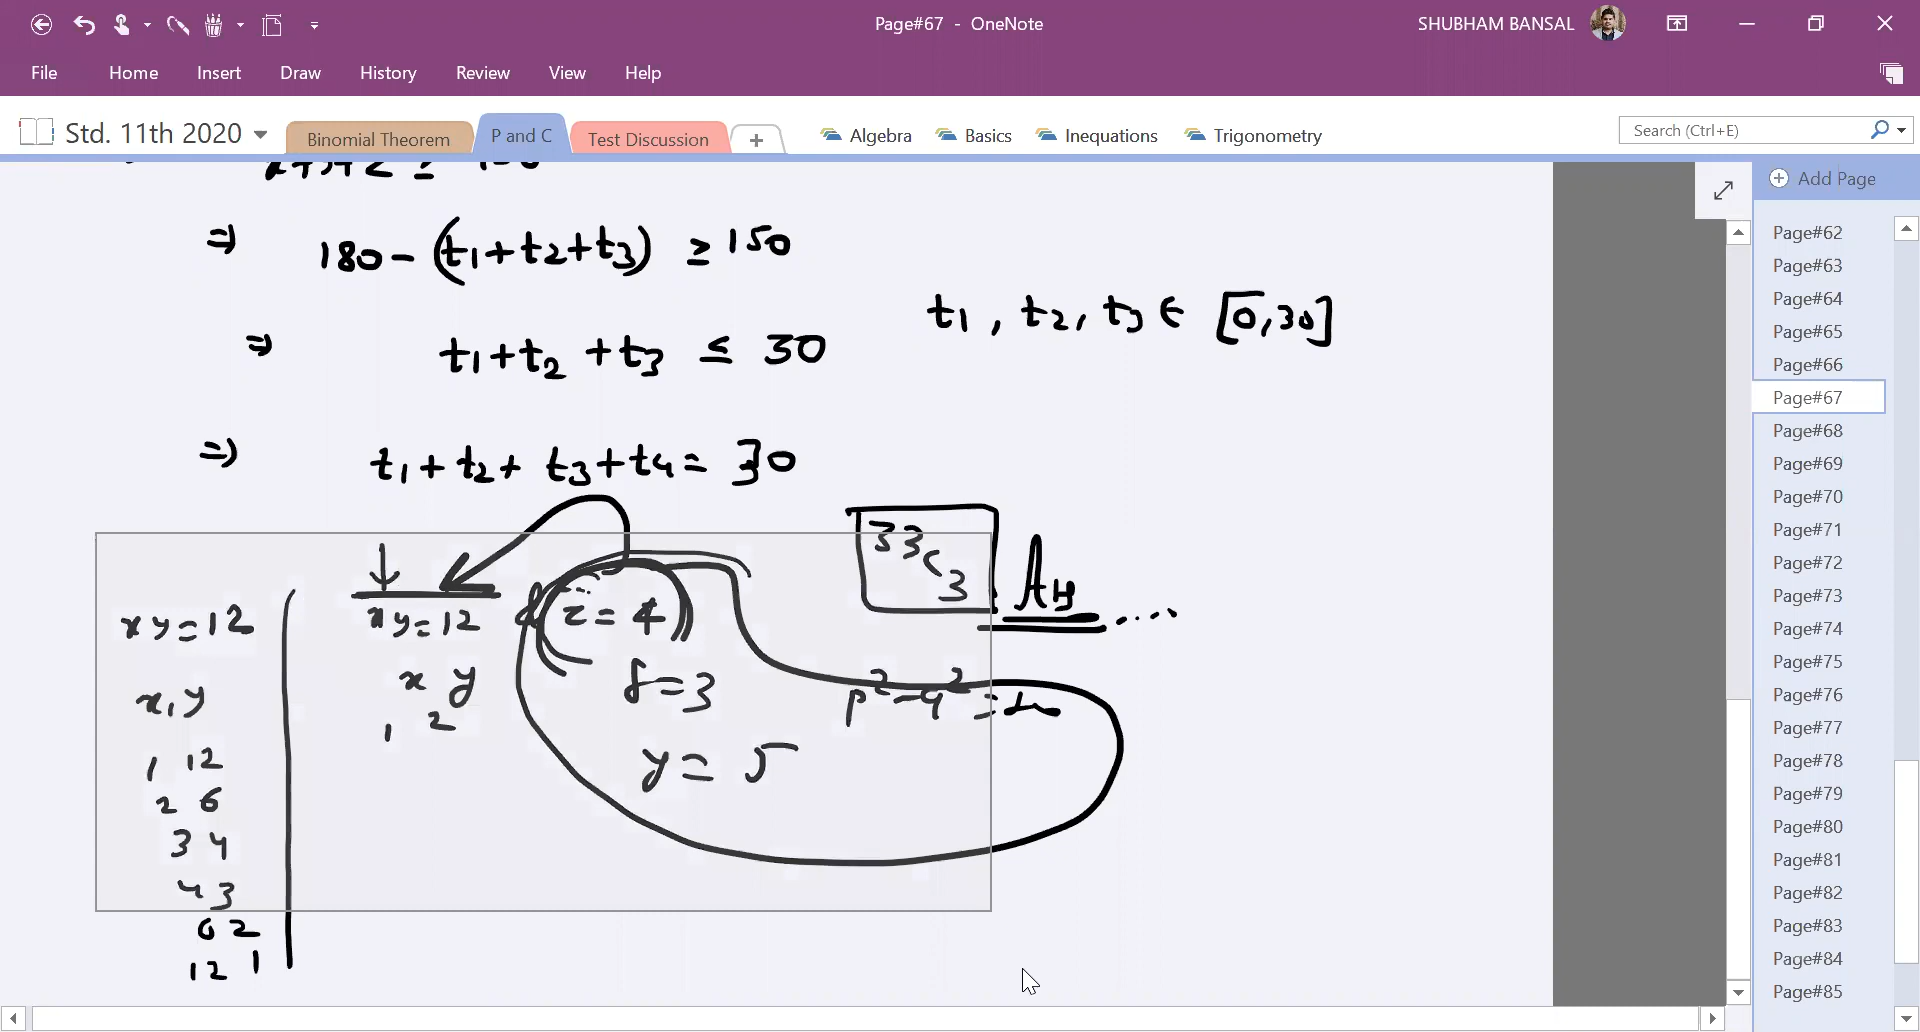 Page#67 - OneNote
SHUBHAM BANSAL
File Home Insert Draw History Review View Help
Std. 11th 2020
Binomial Theorem
P and C
Test Discussion
Algebra
Basics
Inequations
Trigonometry
Search (Ctrl+E)
Add Page
Page#62
Page#63
Page#64
Page#65
Page#66
Page#67
Page#68
Page#69
Page#70
Page#71
Page#72
Page#73
Page#74
Page#75
Page#76
Page#77
Page#78
Page#79
Page#80
Page#81
Page#82
Page#83
Page#84
Page#85
⇒ 180 - (t1+t2+t3) ≥ 150
t1, t2, t3 ∈ [0,30]
⇒ t1+t2+t3 ≤ 30
⇒ t1+t2+t3+t4 = 30
33c3
xy=12
x,y
1 12
2 6
3 4
4 3
6 2
12 1
xy=12 & z=4
x y
1 2
f=3
y=5